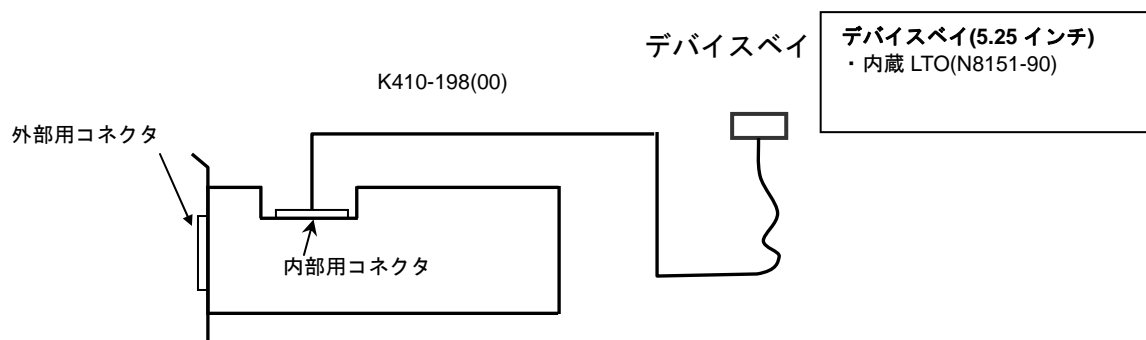 デバイスベイ
デバイスベイ(5.25 インチ)
・内蔵 LTO(N8151-90)
K410-198(00)
外部用コネクタ
内部用コネクタ